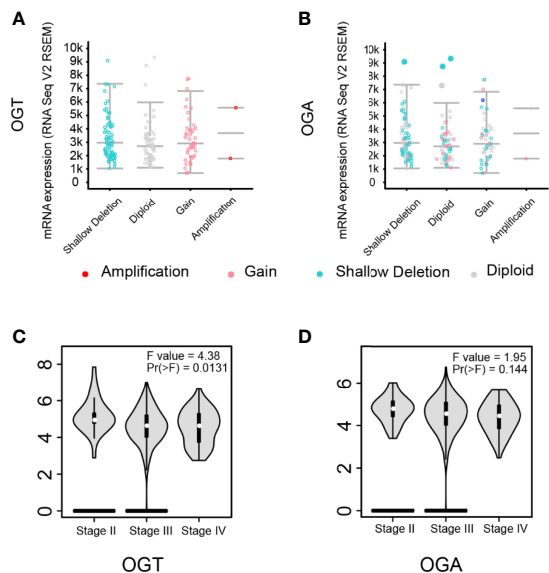 A
B
OGT
mRNA expression (RNA Seq V2 RSEM)
10k
9k
8k
7k
6k
5k
4k
3k
2k
1k
0
Shallow Deletion
Diploid
Gain
Amplification
OGA
mRNA expression (RNA Seq V2 RSEM)
10k
9k
8k
7k
6k
5k
4k
3k
2k
1k
0
Shallow Deletion
Diploid
Gain
Amplification
Amplification
Gain
Shallow Deletion
Diploid
C
F value = 4.38
Pr(>F) = 0.0131
8
6
4
2
0
Stage II
Stage III
Stage IV
OGT
D
F value = 1.95
Pr(>F) = 0.144
6
4
2
0
Stage II
Stage III
Stage IV
OGA